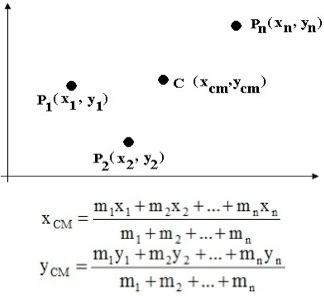 Pn(xn, yn)
C (xcm,ycm)
P1(x1, y1)
P2(x2, y2)
xCM = (m1x1+m2x2+...+mnxn)/(m1+m2+...+mn)
yCM = (m1y1+m2y2+...+mnyn)/(m1+m2+...+mn)